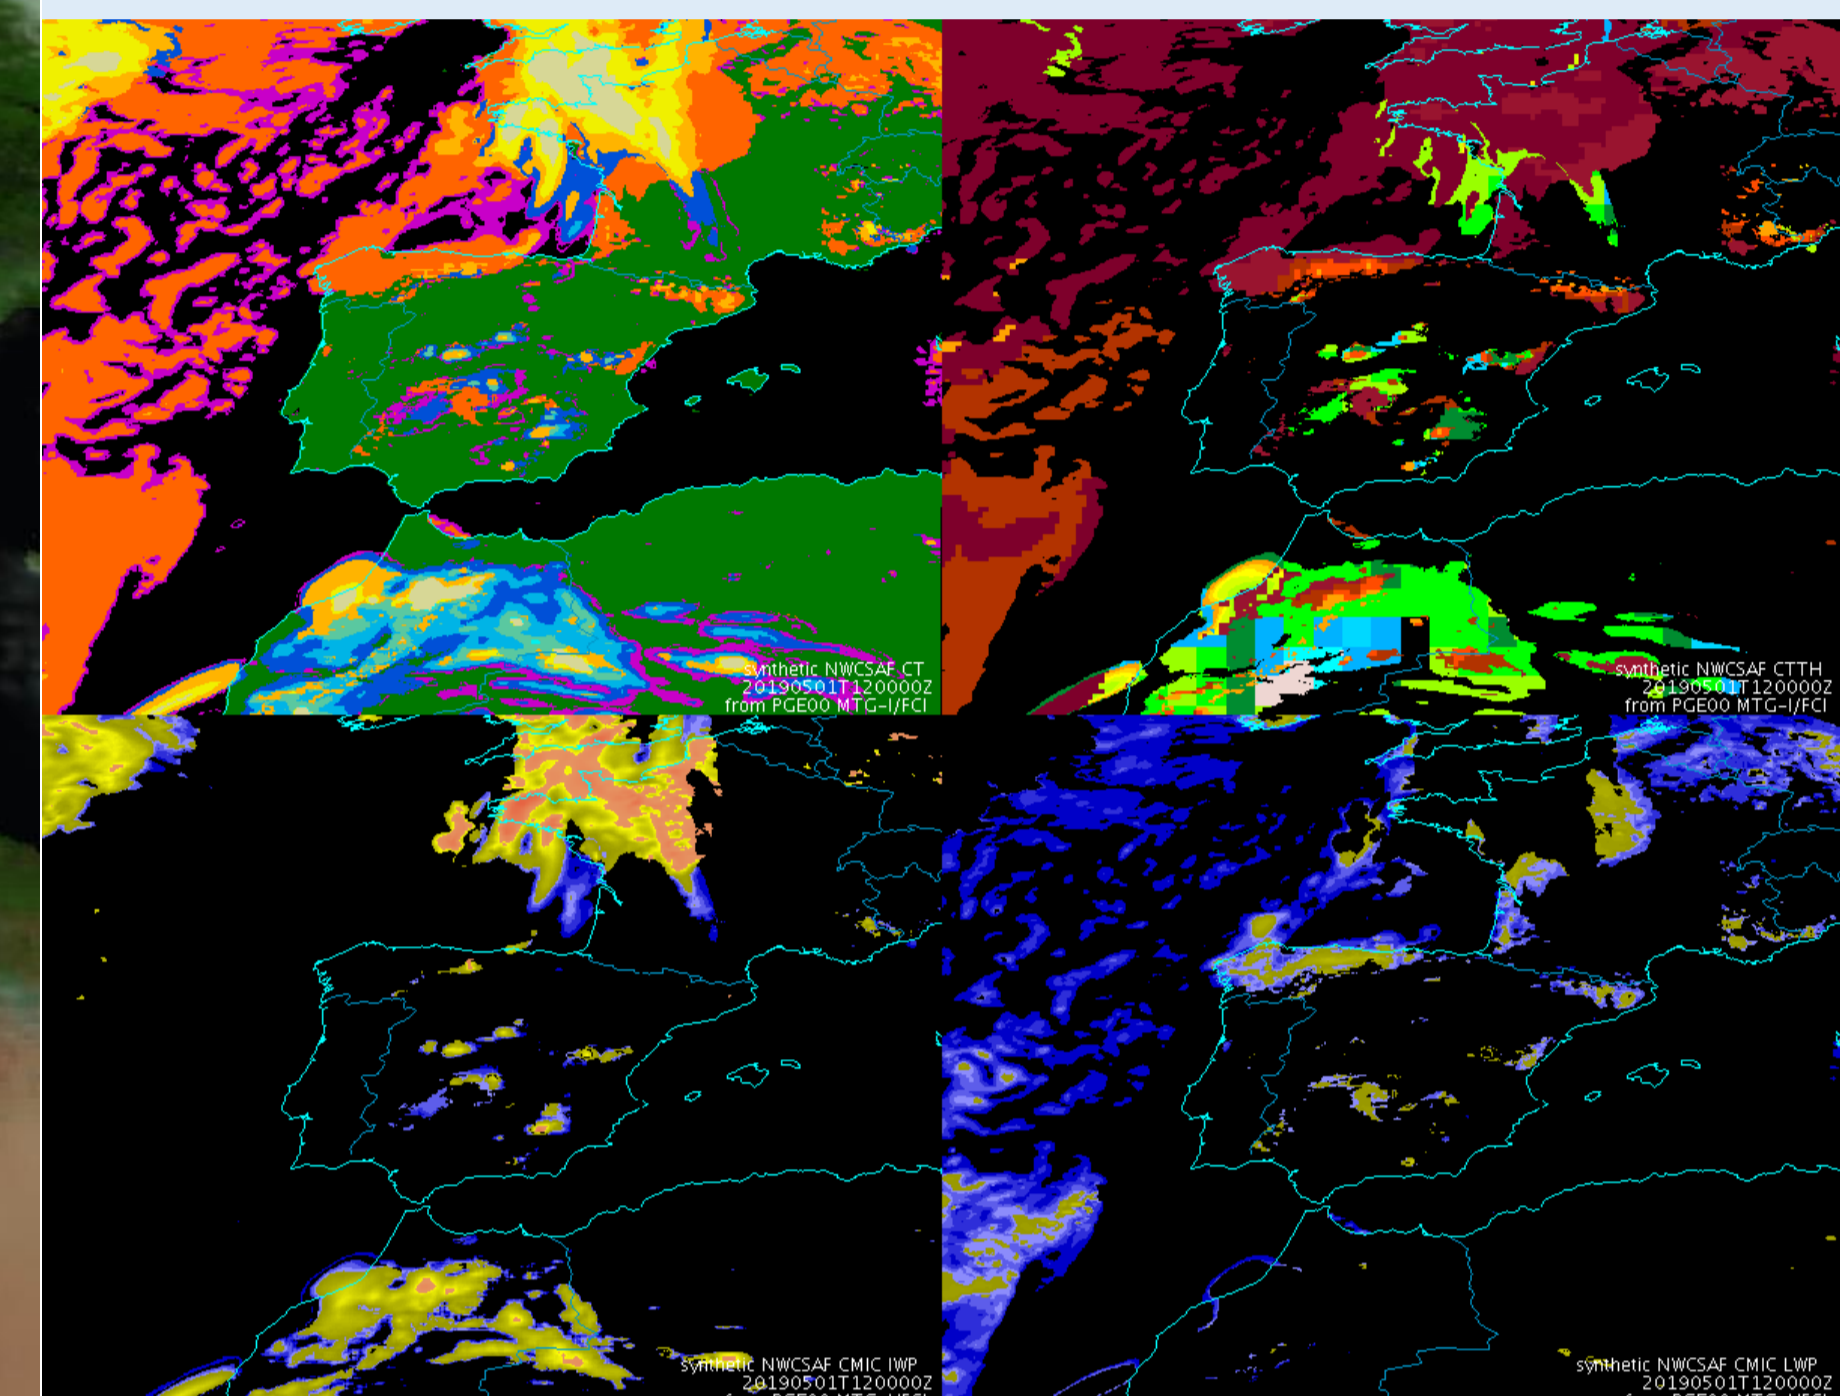 synthetic NWCSAF CT
20190501T120000Z
from PGE00 MTG-I/FCI
synthetic NWCSAF CTTH
20190501T120000Z
from PGE00 MTG-I/FCI
synthetic NWCSAF CMIC IWP
20190501T120000Z
synthetic NWCSAF CMIC LWP
20190501T120000Z